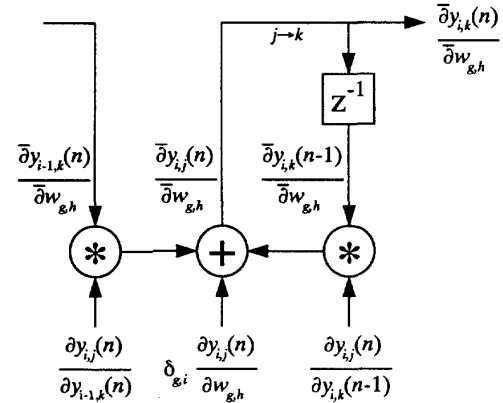 j→k
∂̄y_{i,k}(n) / ∂̄w_{g,h}
z^{-1}
∂̄y_{i-1,k}(n) / ∂̄w_{g,h}
∂̄y_{i,j}(n) / ∂̄w_{g,h}
∂̄y_{i,k}(n-1) / ∂̄w_{g,h}
* + *
∂y_{i,j}(n) / ∂y_{i-1,k}(n)
δ_{g,i} ∂y_{i,j}(n) / ∂w_{g,h}
∂y_{i,j}(n) / ∂y_{i,k}(n-1)